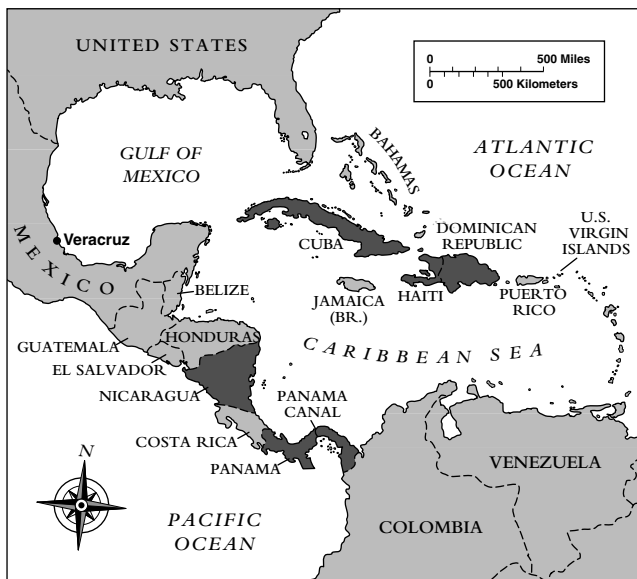 UNITED STATES
0 500 Miles
0 500 Kilometers
GULF OF
MEXICO
BAHAMAS
ATLANTIC
OCEAN
Veracruz
MEXICO
CUBA
DOMINICAN
REPUBLIC
U.S.
VIRGIN
ISLANDS
BELIZE
JAMAICA
(BR.)
HAITI
PUERTO
RICO
HONDURAS
GUATEMALA
EL SALVADOR
NICARAGUA
CARIBBEAN SEA
PANAMA
CANAL
COSTA RICA
PANAMA
VENEZUELA
COLOMBIA
N
PACIFIC
OCEAN